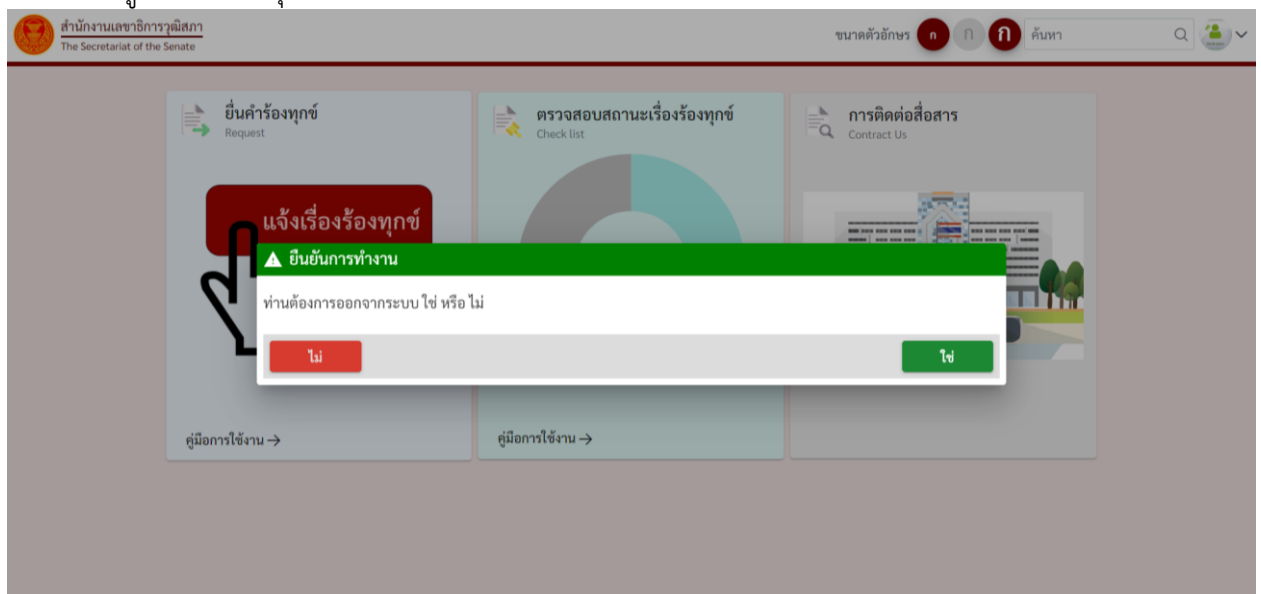 สำนักงานเลขาธิการวุฒิสภา
The Secretariat of the Senate
ขนาดตัวอักษร ก ก ก ค้นหา
ยื่นคำร้องทุกข์
Request
แจ้งเรื่องร้องทุกข์
คู่มือการใช้งาน →
ตรวจสอบสถานะเรื่องร้องทุกข์
Check list
คู่มือการใช้งาน →
การติดต่อสื่อสาร
Contract Us
ยืนยันการทำงาน
ท่านต้องการออกจากระบบ ใช่ หรือ ไม่
ไม่
ใช่